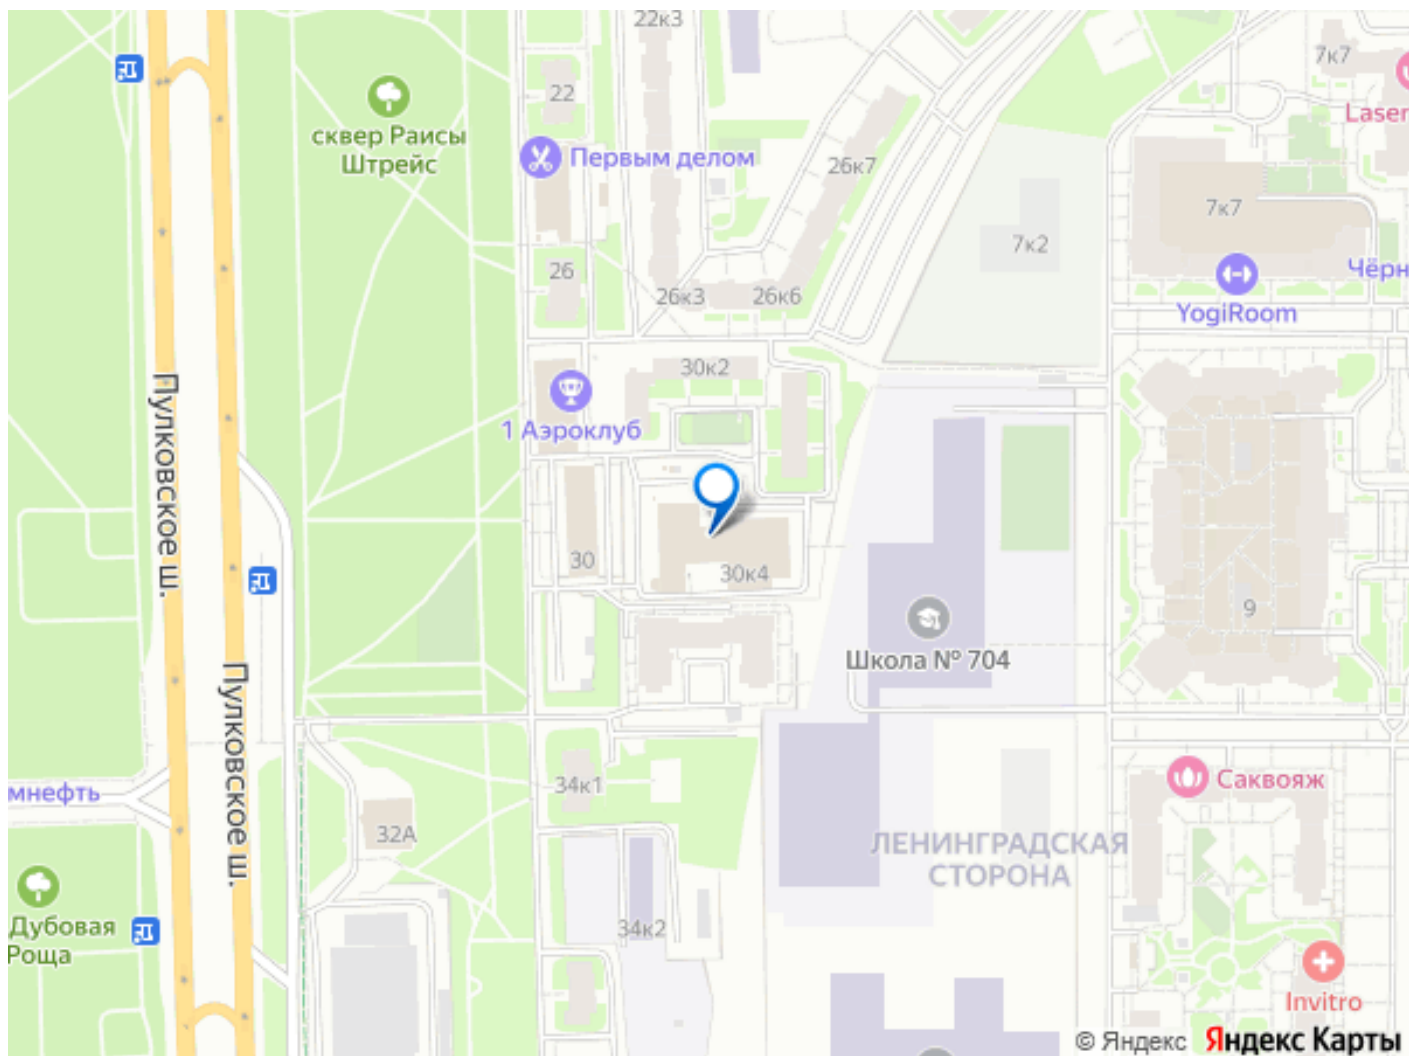 22к3
7к7
Laser
22
сквер Раисы
Штрейс
Первым делом
26к7
7к7
7к2
26
Чёрн
26к3
26к6
YogiRoom
30к2
Пулковское ш.
1 Аэроклуб
30
30к4
9
Школа № 704
Пулковское ш.
34к1
Саквояж
мнефть
32А
ЛЕНИНГРАДСКАЯ
СТОРОНА
Дубовая
Роща
34к2
Invitro
© Яндекс Яндекс Карты